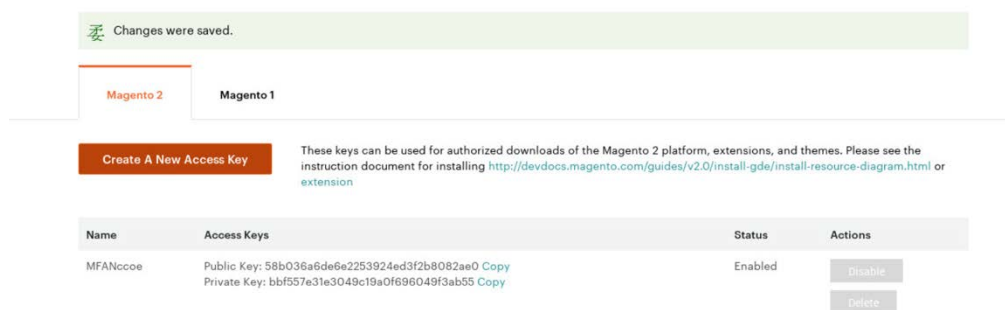 Changes were saved.
Magento 2
Magento 1
Create A New Access Key
These keys can be used for authorized downloads of the Magento 2 platform, extensions, and themes. Please see the
instruction document for installing http://devdocs.magento.com/guides/v2.0/install-gde/install-resource-diagram.html or
extension
Name Access Keys Status Actions
MFANccoe Public Key: 58b036a6de6e2253924ed3f2b8082ae0 Copy Enabled Disable
Private Key: bbf557e31e3049c19a0f696049f3ab55 Copy
Delete